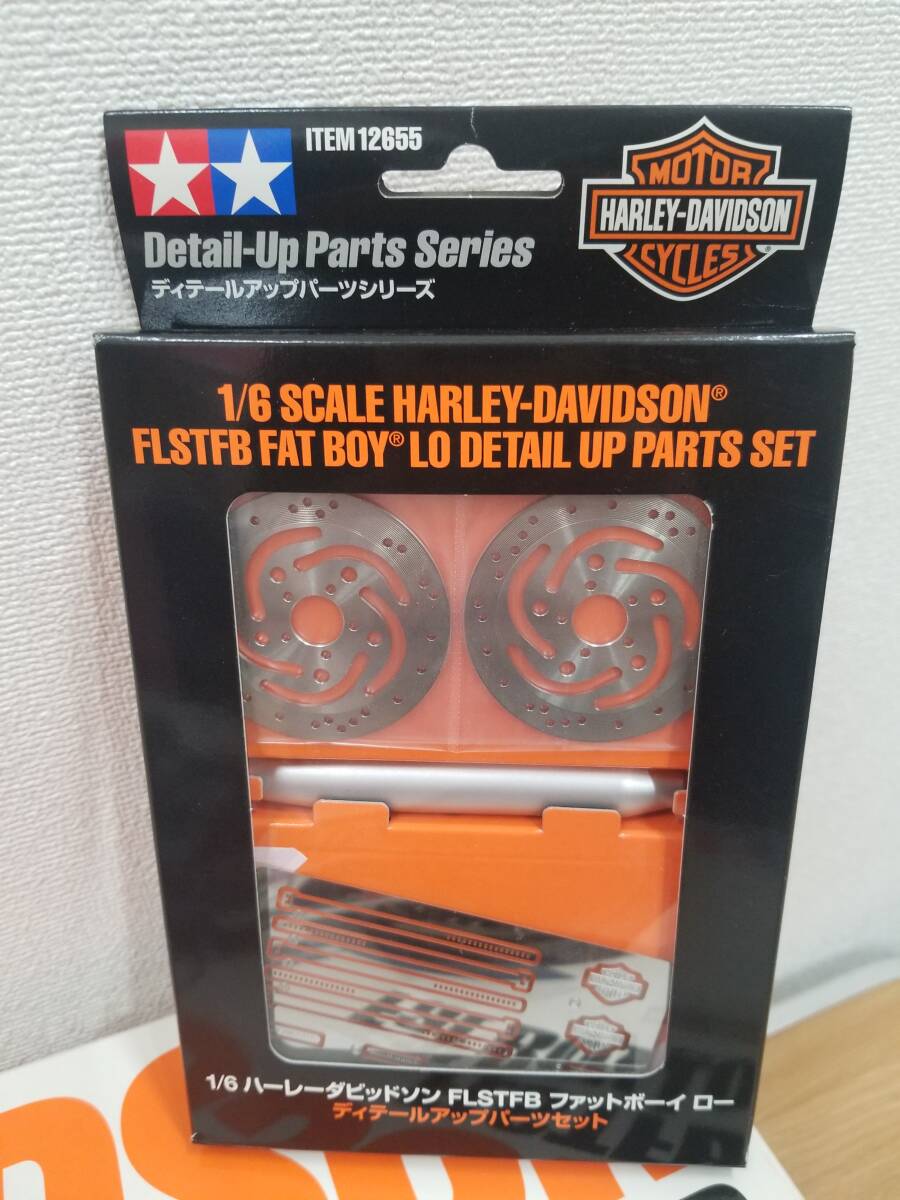 ITEM 12655
Detail-Up Parts Series
ディテールアップパーツシリーズ
MOTOR
HARLEY-DAVIDSON
CYCLES
®
1/6 SCALE HARLEY-DAVIDSON®
FLSTFB FAT BOY® LO DETAIL UP PARTS SET
1/6 ハーレーダビッドソン FLSTFB ファットボーイ ロー
ディテールアップパーツセット